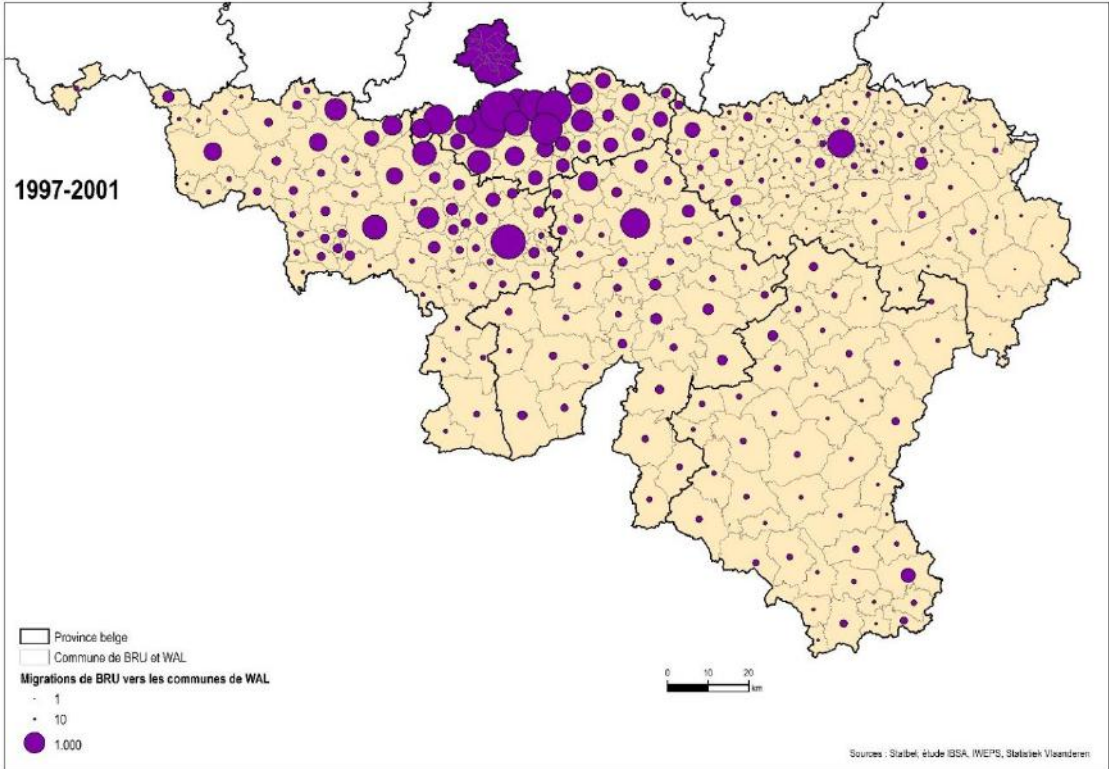 1997-2001
Province belge
Commune de BRU et WAL
Migrations de BRU vers les communes de WAL
1
10
1.000
0 10 20
km
Sources : Statbel, étude IBSA, IWEPS, Statistiek Vlaanderen